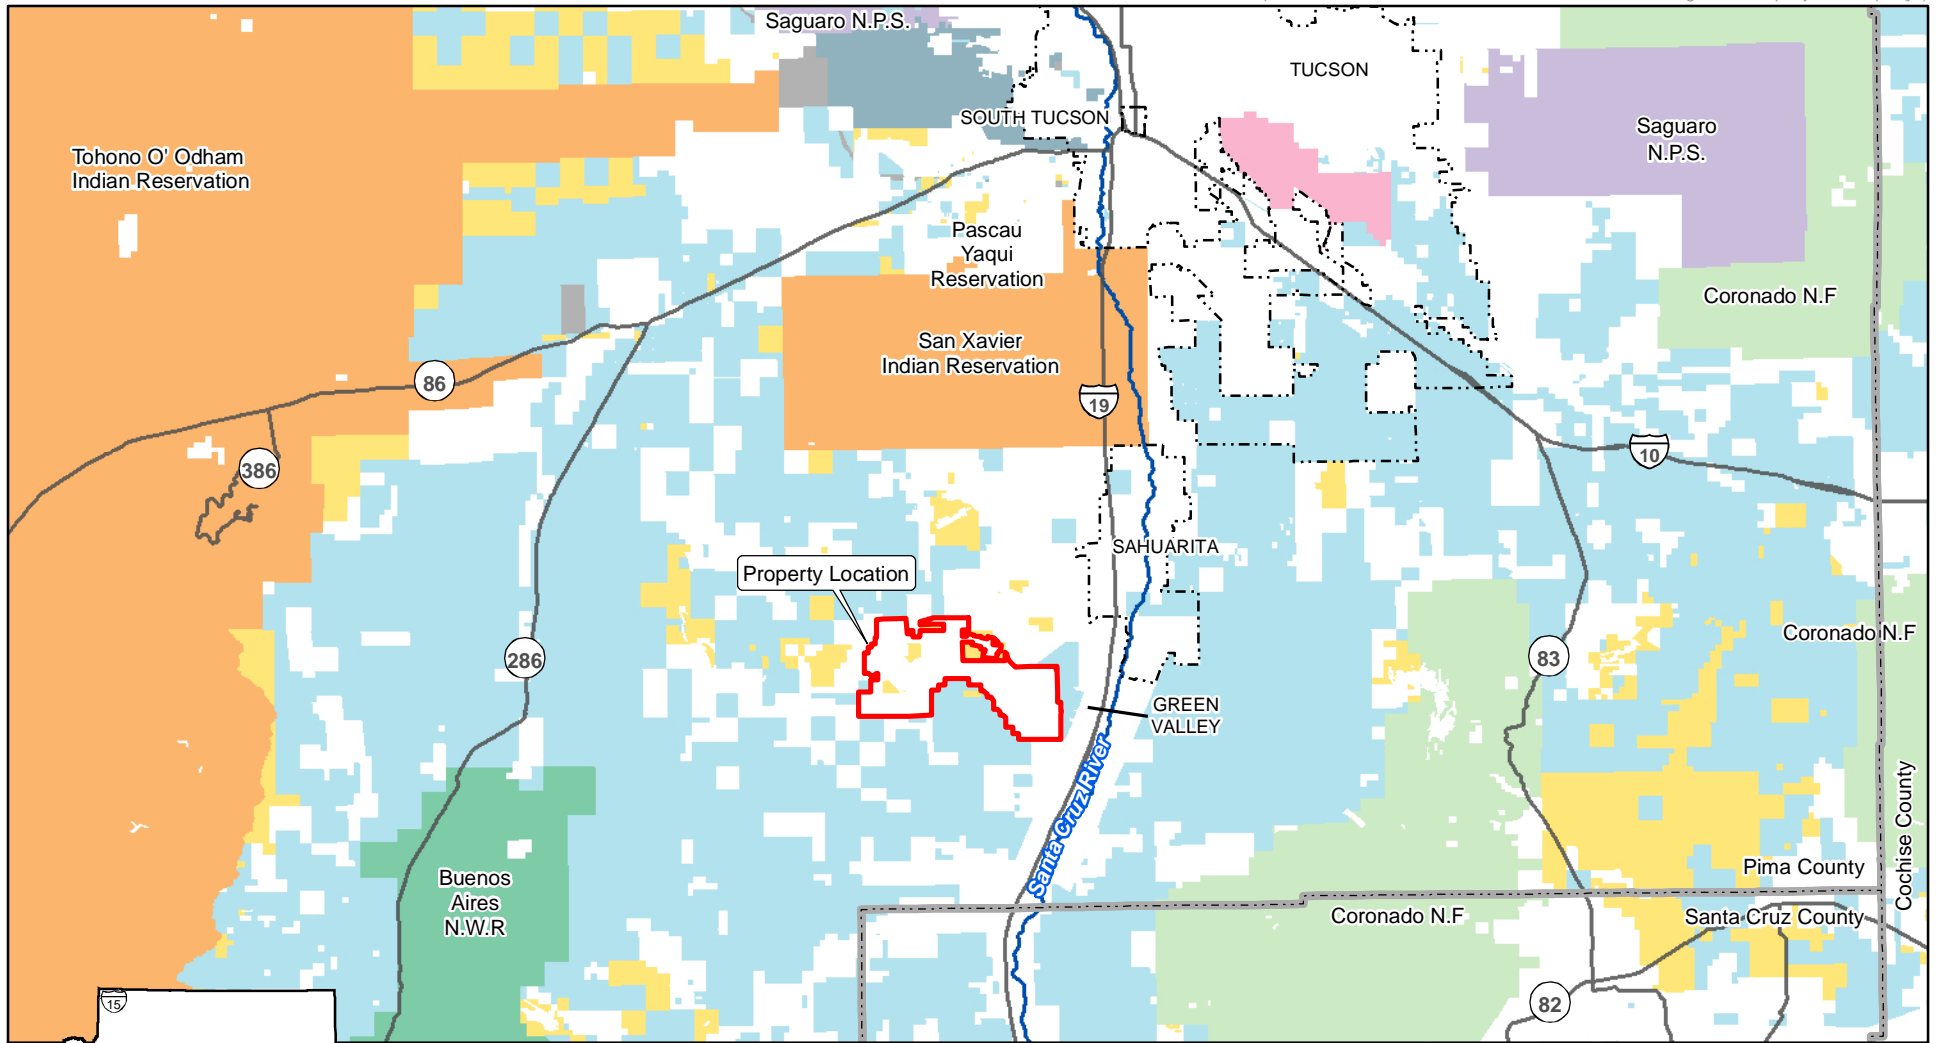 Saguaro N.P.S.
TUCSON
SOUTH TUCSON
Saguaro
N.P.S.
Tohono O' Odham
Indian Reservation
Pascau
Yaqui
Reservation
Coronado N.F
San Xavier
Indian Reservation
86
19
386
10
SAHUARITA
Property Location
Coronado N.F
286
83
GREEN
VALLEY
Santa Cruz River
Cochise County
Pima County
Buenos
Aires
N.W.R
Coronado N.F
Santa Cruz County
15
82